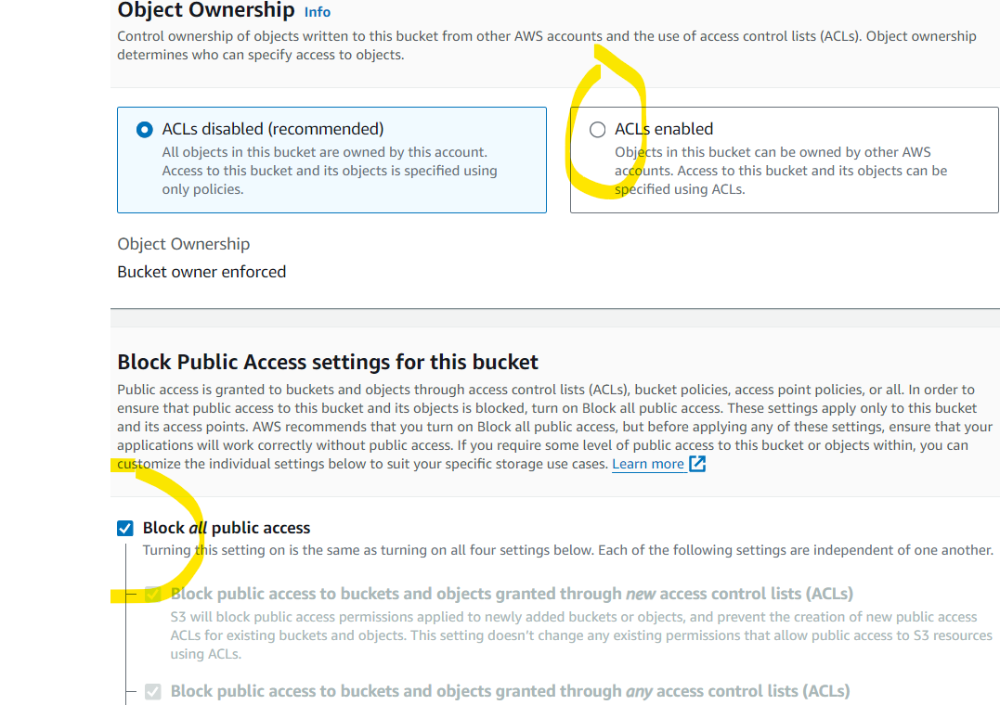 Object Ownership Info
Control ownership of objects written to this bucket from other AWS accounts and the use of access control lists (ACLs). Object ownership
determines who can specify access to objects.
ACLs disabled (recommended)
All objects in this bucket are owned by this account.
Access to this bucket and its objects is specified using
only policies.
ACLs enabled
Objects in this bucket can be owned by other AWS
accounts. Access to this bucket and its objects can be
specified using ACLs.
Object Ownership
Bucket owner enforced
Block Public Access settings for this bucket
Public access is granted to buckets and objects through access control lists (ACLs), bucket policies, access point policies, or all. In order to
ensure that public access to this bucket and its objects is blocked, turn on Block all public access. These settings apply only to this bucket
and its access points. AWS recommends that you turn on Block all public access, but before applying any of these settings, ensure that your
applications will work correctly without public access. If you require some level of public access to this bucket or objects within, you can
customize the individual settings below to suit your specific storage use cases. Learn more
Block all public access
Turning this setting on is the same as turning on all four settings below. Each of the following settings are independent of one another.
Block public access to buckets and objects granted through new access control lists (ACLs)
S3 will block public access permissions applied to newly added buckets or objects, and prevent the creation of new public access
ACLs for existing buckets and objects. This setting doesn't change any existing permissions that allow public access to S3 resources
using ACLs.
Block public access to buckets and objects granted through any access control lists (ACLs)